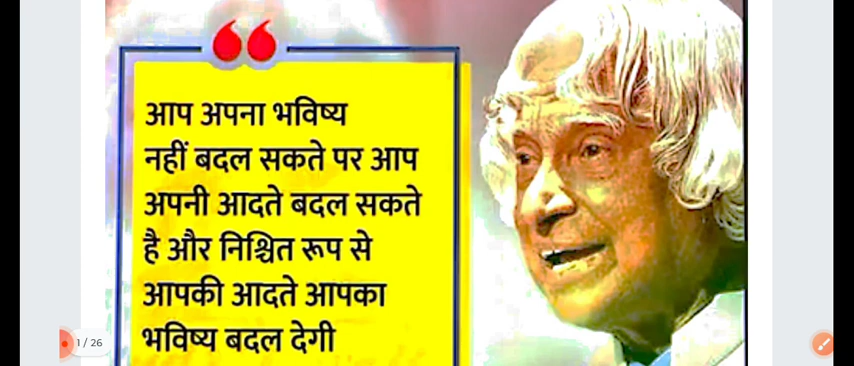 आप अपना भविष्य
नहीं बदल सकते पर आप
अपनी आदते बदल सकते
है और निश्चित रूप से
आपकी आदते आपका
भविष्य बदल देगी
1 / 26